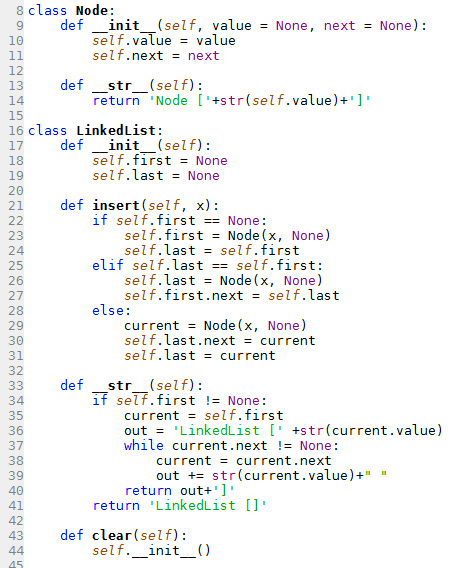 8 class Node:
9     def __init__(self, value = None, next = None):
10         self.value = value
11         self.next = next
12
13     def __str__(self):
14         return 'Node ['+str(self.value)+']'
15
16 class LinkedList:
17     def __init__(self):
18         self.first = None
19         self.last = None
20
21     def insert(self, x):
22         if self.first == None:
23             self.first = Node(x, None)
24             self.last = self.first
25         elif self.last == self.first:
26             self.last = Node(x, None)
27             self.first.next = self.last
28         else:
29             current = Node(x, None)
30             self.last.next = current
31             self.last = current
32
33     def __str__(self):
34         if self.first != None:
35             current = self.first
36             out = 'LinkedList [' +str(current.value)
37             while current.next != None:
38                 current = current.next
39                 out += str(current.value)+" "
40             return out+']'
41         return 'LinkedList []'
42
43     def clear(self):
44         self.__init__()
45